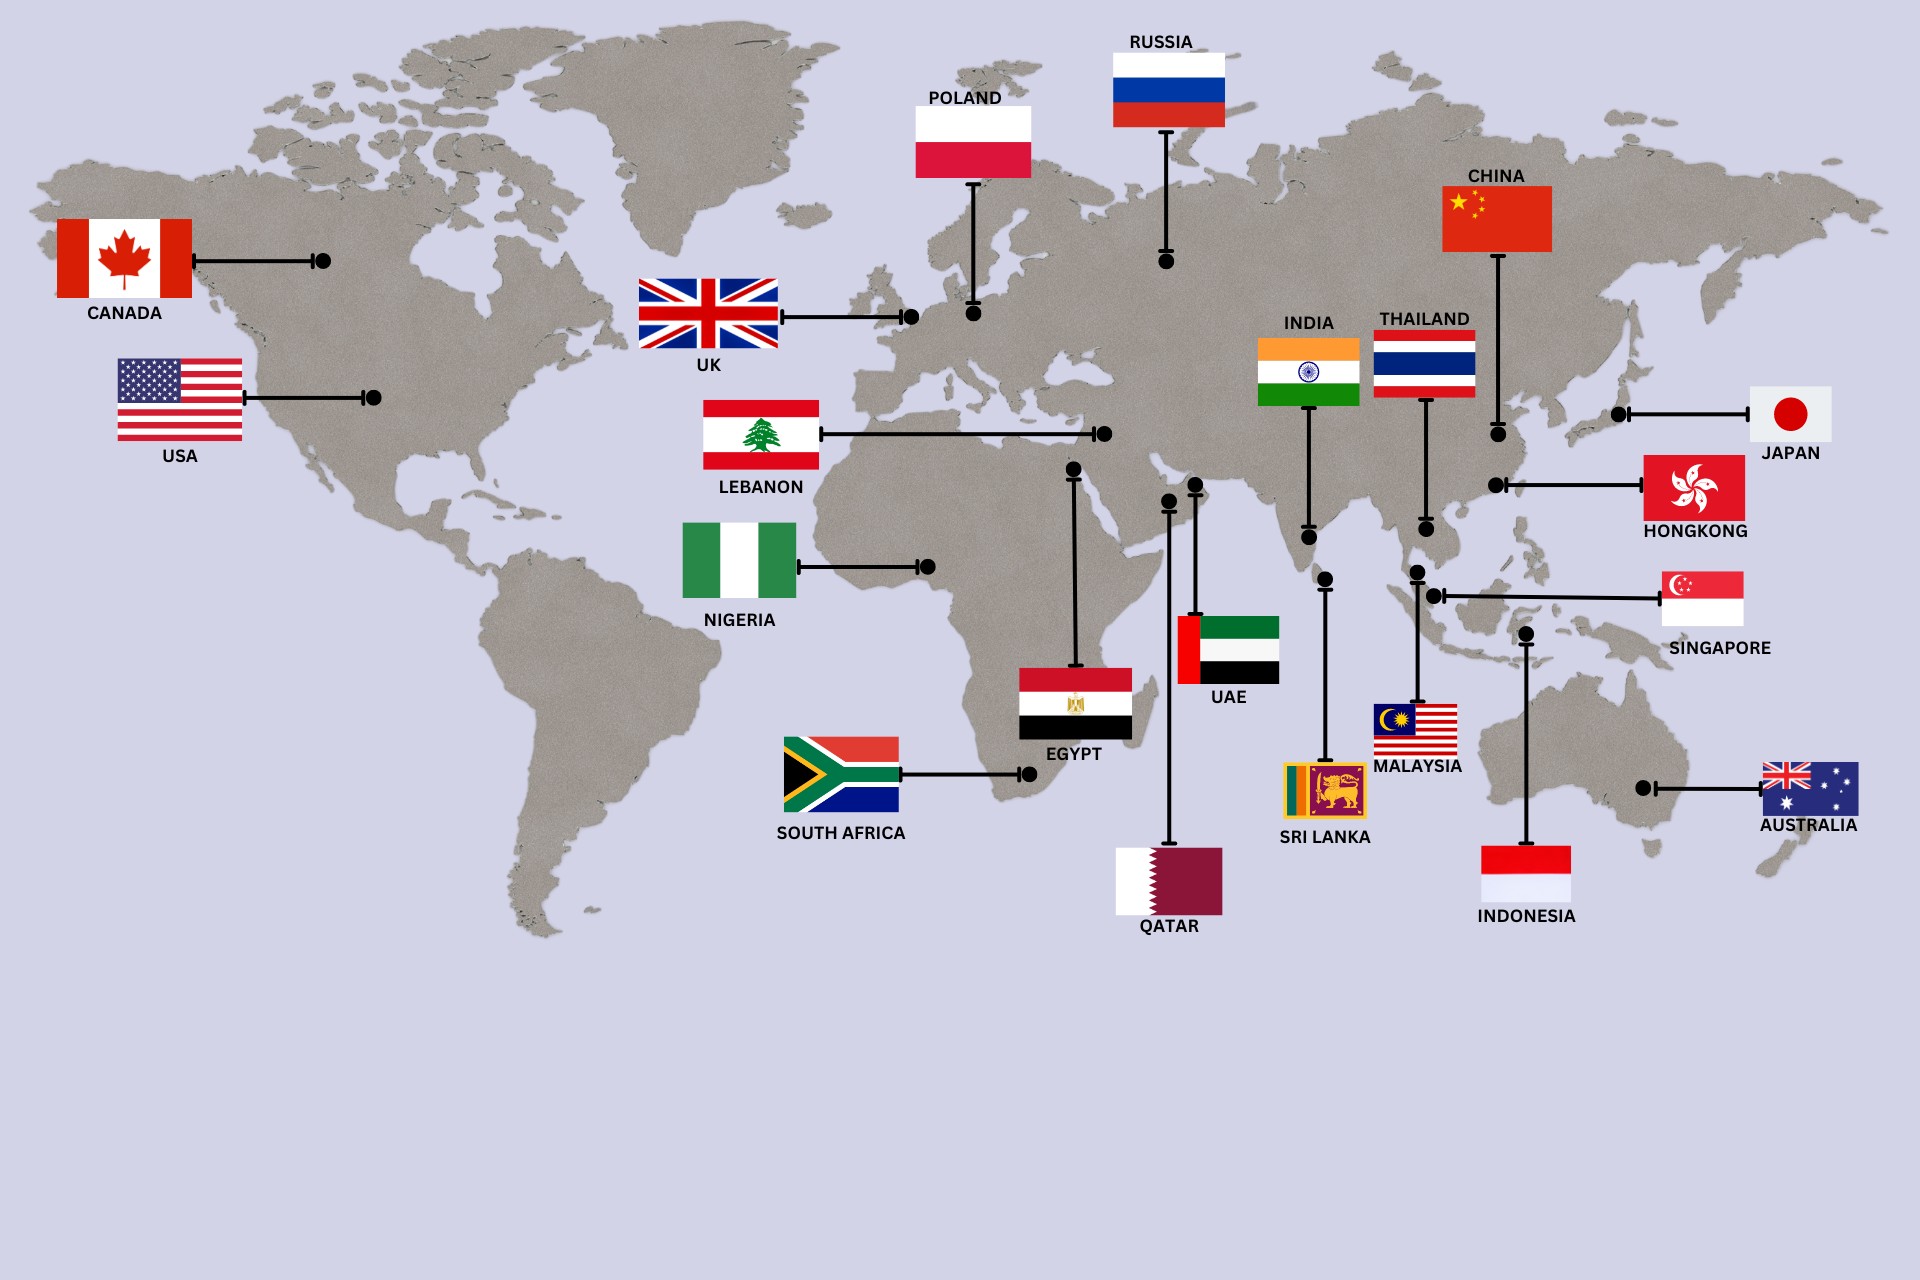 RUSSIA
POLAND
CHINA
CANADA
UK
INDIA
THAILAND
USA
LEBANON
JAPAN
HONGKONG
NIGERIA
SINGAPORE
UAE
EGYPT
MALAYSIA
SOUTH AFRICA
SRI LANKA
AUSTRALIA
QATAR
INDONESIA